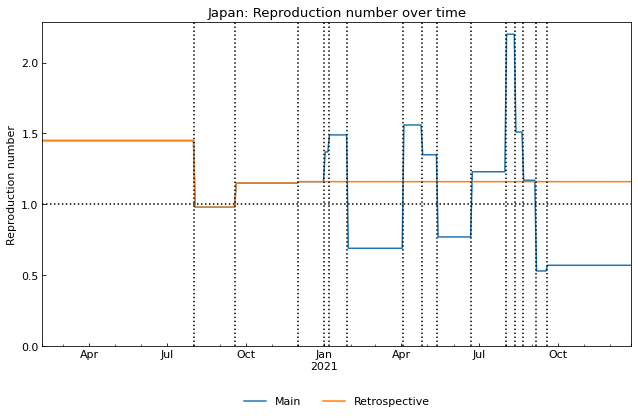 Japan: Reproduction number over time
Reproduction number
2.0
1.5
1.0
0.5
0.0
Apr Jul Oct Jan Apr Jul Oct
2021
Main Retrospective